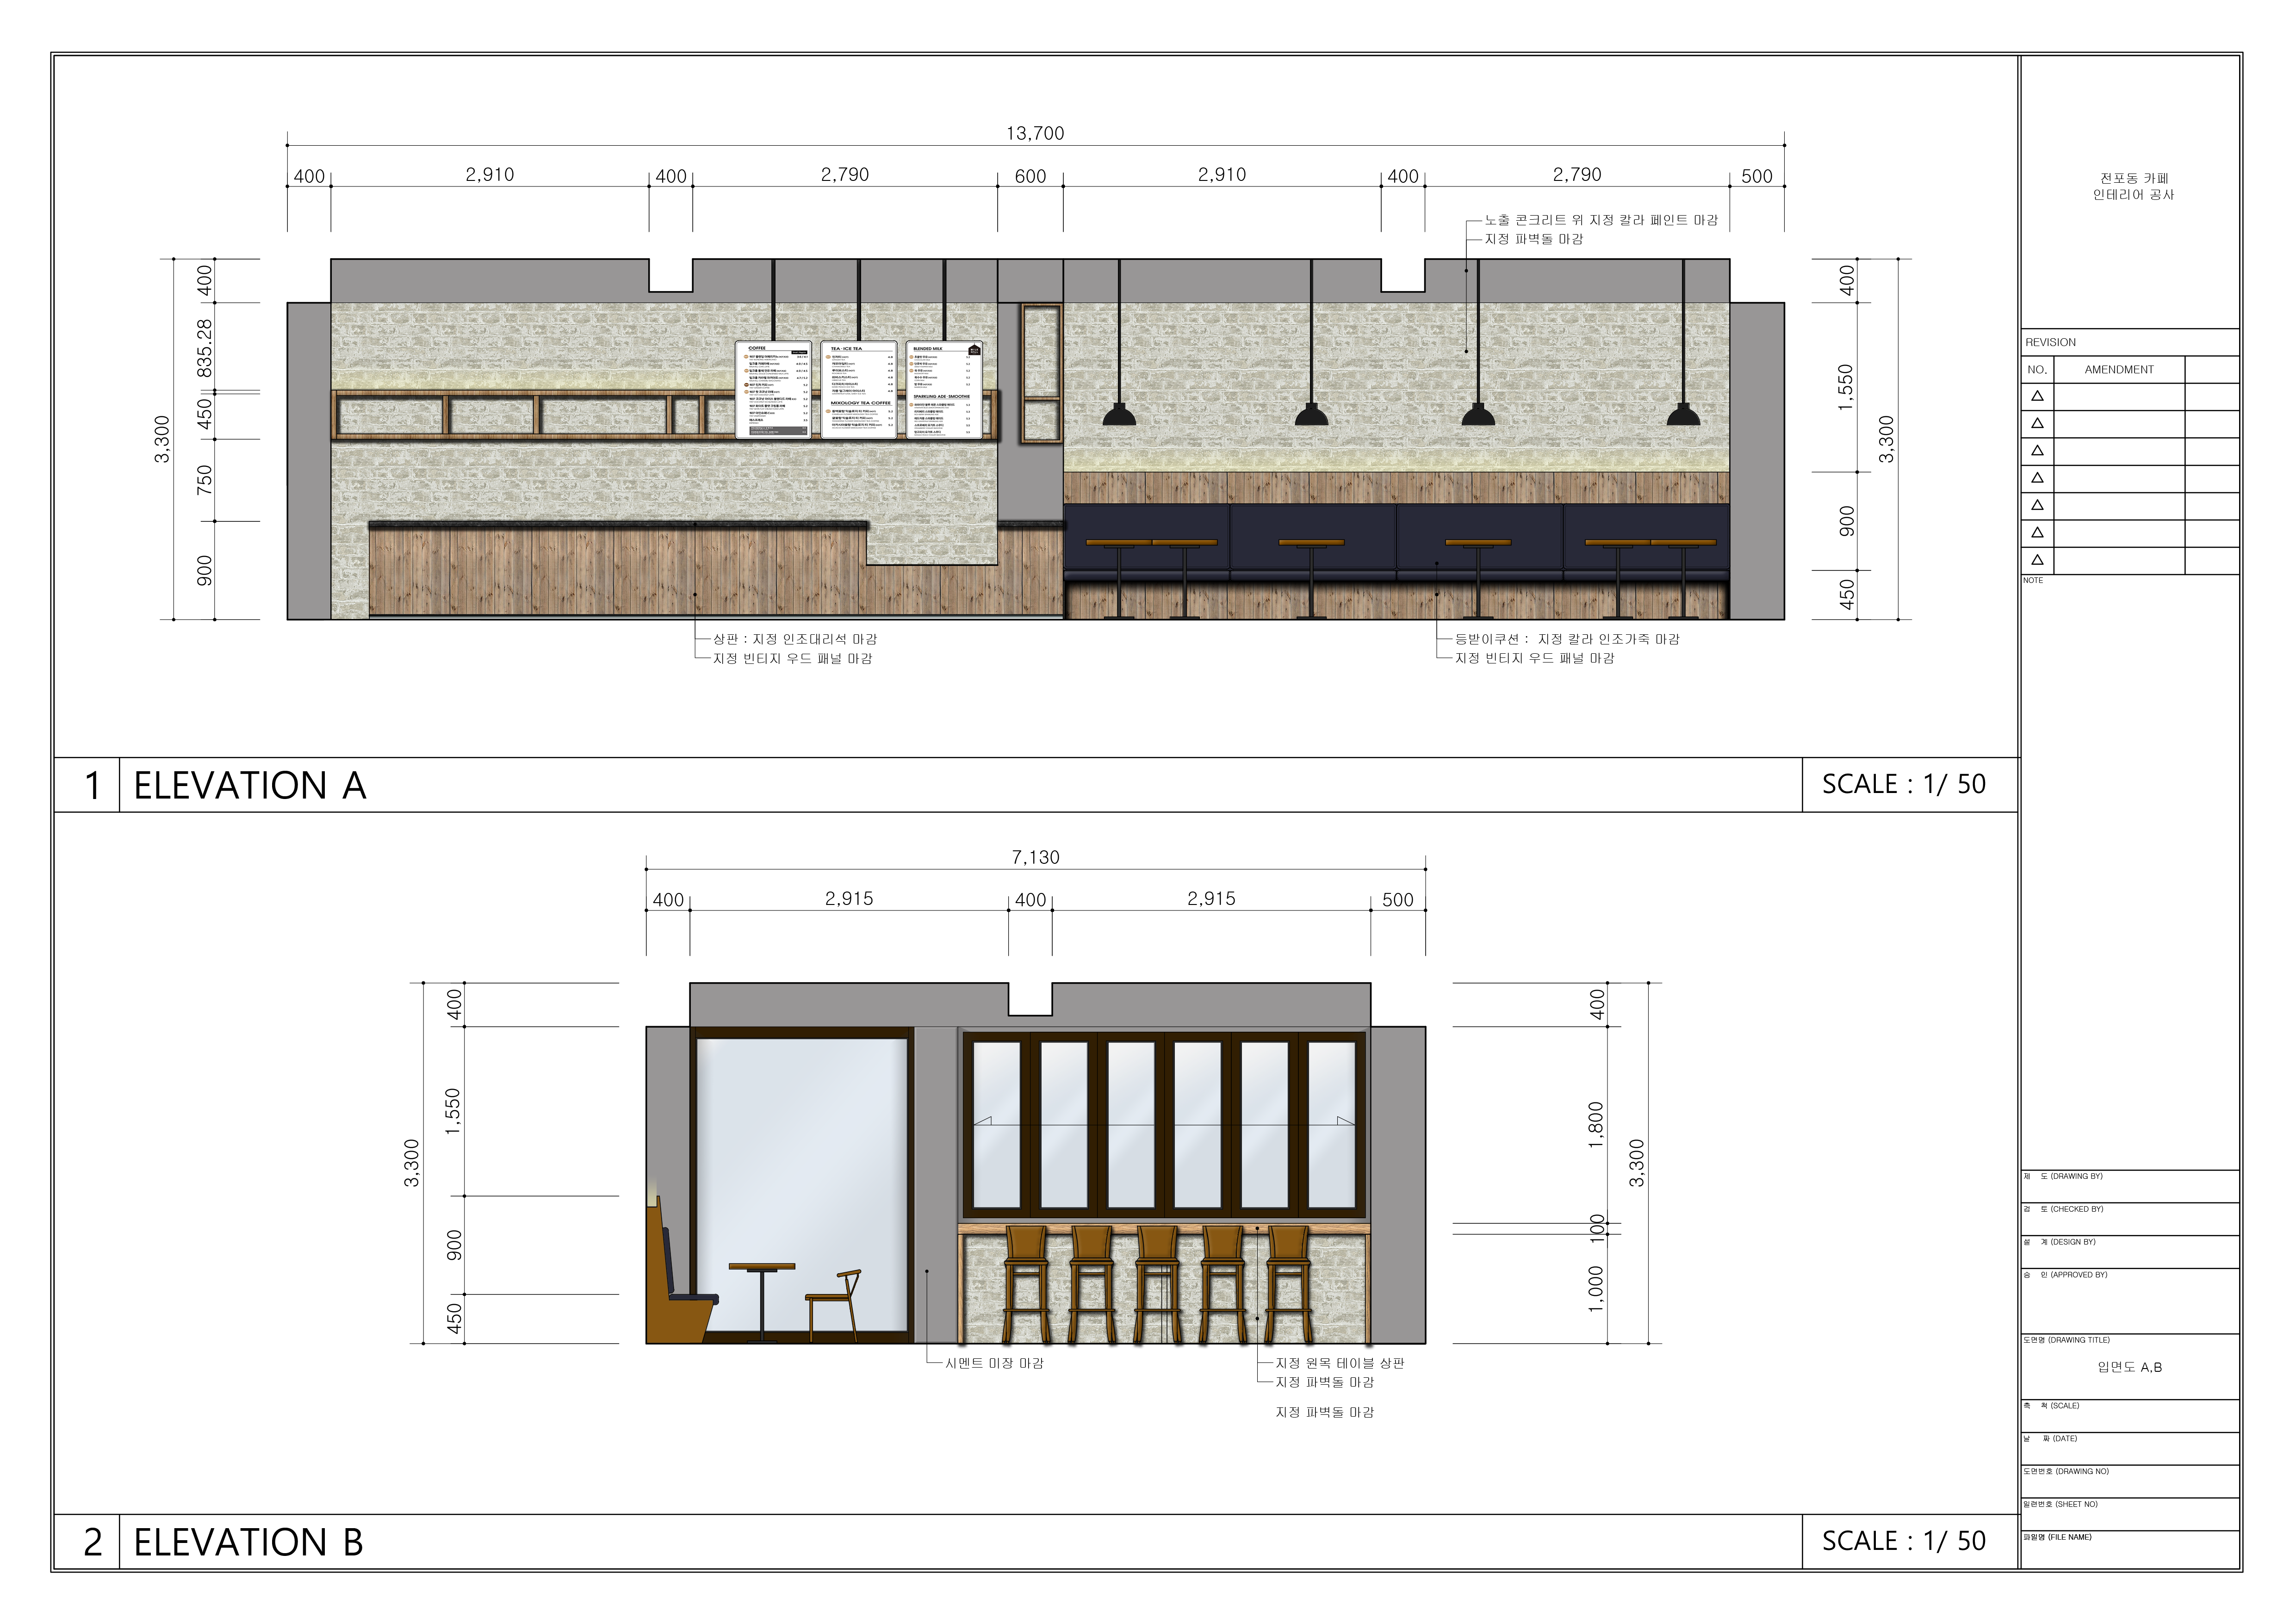 13,700
400 2,910 400 2,790 600 2,910 400 2,790 500
노출 콘크리트 위 지정 칼라 페인트 마감
지정 파벽돌 마감
3,300
400
835.28
450
750
900
COFFEE
TEA · ICE TEA
MIXOLOGY TEA COFFEE
BLENDED MILK
SPARKLING ADE · SMOOTHIE
400
1,550
900
450
3,300
상판 : 지정 인조대리석 마감
지정 빈티지 우드 패널 마감
등받이쿠션 : 지정 칼라 인조가죽 마감
지정 빈티지 우드 패널 마감
1 ELEVATION A SCALE : 1/ 50
7,130
400 2,915 400 2,915 500
3,300
400
1,550
900
450
400
1,800
100
1,000
3,300
시멘트 미장 마감
지정 원목 테이블 상판
지정 파벽돌 마감
지정 파벽돌 마감
2 ELEVATION B SCALE : 1/ 50
전포동 카페
인테리어 공사
REVISION
NO. AMENDMENT
NOTE
제 도 (DRAWING BY)
검 토 (CHECKED BY)
설 계 (DESIGN BY)
승 인 (APPROVED BY)
도면명 (DRAWING TITLE)
입면도 A,B
축 척 (SCALE)
날 짜 (DATE)
도면번호 (DRAWING NO)
일련번호 (SHEET NO)
파일명 (FILE NAME)